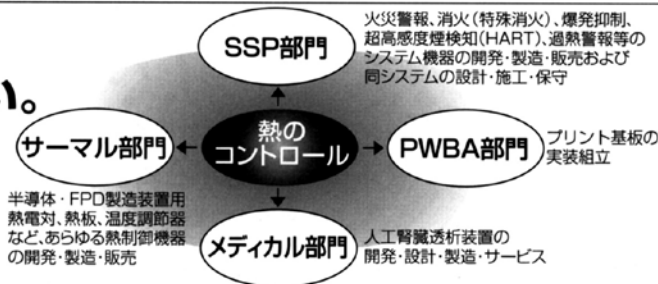 SSP部門
火災警報、消火(特殊消火)、爆発抑制、
超高感度煙検知(HART)、過熱警報等の
システム機器の開発・製造・販売および
同システムの設計・施工・保守
い。
サーマル部門
熱の
コントロール
PWBA部門
プリント基板の
実装組立
半導体・FPD製造装置用
熱電対、熱板、温度調節器
など、あらゆる熱制御機器
の開発・製造・販売
メディカル部門
人工腎臓透析装置の
開発・設計・製造・サービス